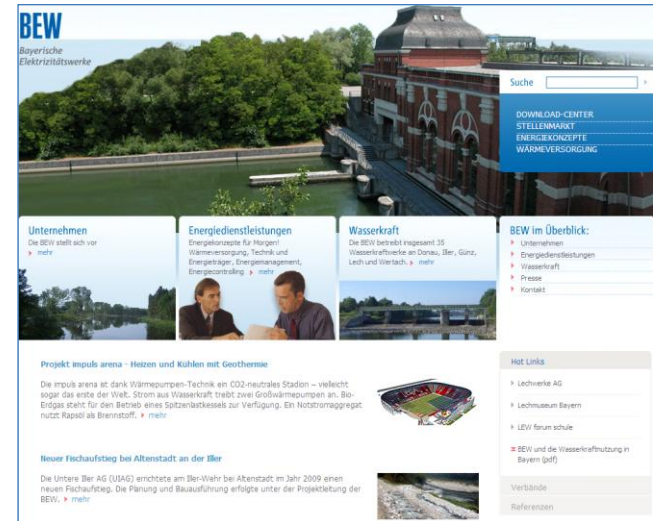 BEW
Bayerische
Elektrizitätswerke
Suche
DOWNLOAD-CENTER
STELLENMARKT
ENERGIEKONZEPTE
WÄRMEVERSORGUNG
Unternehmen
Die BEW stellt sich vor
mehr
Energiedienstleistungen
Energiekonzepte für Morgen!
Wärmeversorgung, Technik und
Energieträger, Energiemanagement,
Energiecontrolling mehr
Wasserkraft
Die BEW betreibt insgesamt 35
Wasserkraftwerke an Donau, Iller, Günz,
Lech und Wertach. mehr
BEW im Überblick:
Unternehmen
Energiedienstleistungen
Wasserkraft
Presse
Kontakt
Projekt impuls arena - Heizen und Kühlen mit Geothermie
Die impuls arena ist dank Wärmepumpen-Technik ein CO2-neutrales Stadion – vielleicht
sogar das erste der Welt. Strom aus Wasserkraft treibt zwei Großwärmepumpen an. Bio-
Erdgas steht für den Betrieb eines Spitzenlastkessels zur Verfügung. Ein Notstromaggregat
nutzt Rapsöl als Brennstoff. mehr
Neuer Fischaufstieg bei Altenstadt an der Iller
Die Untere Iller AG (UIAG) errichtete am Iller-Wehr bei Altenstadt im Jahr 2009 einen
neuen Fischaufstieg. Die Planung und Bauausführung erfolgte unter der Projektleitung der
BEW. mehr
Hot Links
Lechwerke AG
Lechmuseum Bayern
LEW forum schule
BEW und die Wasserkraftnutzung in
Bayern (pdf)
Verbände
Referenzen